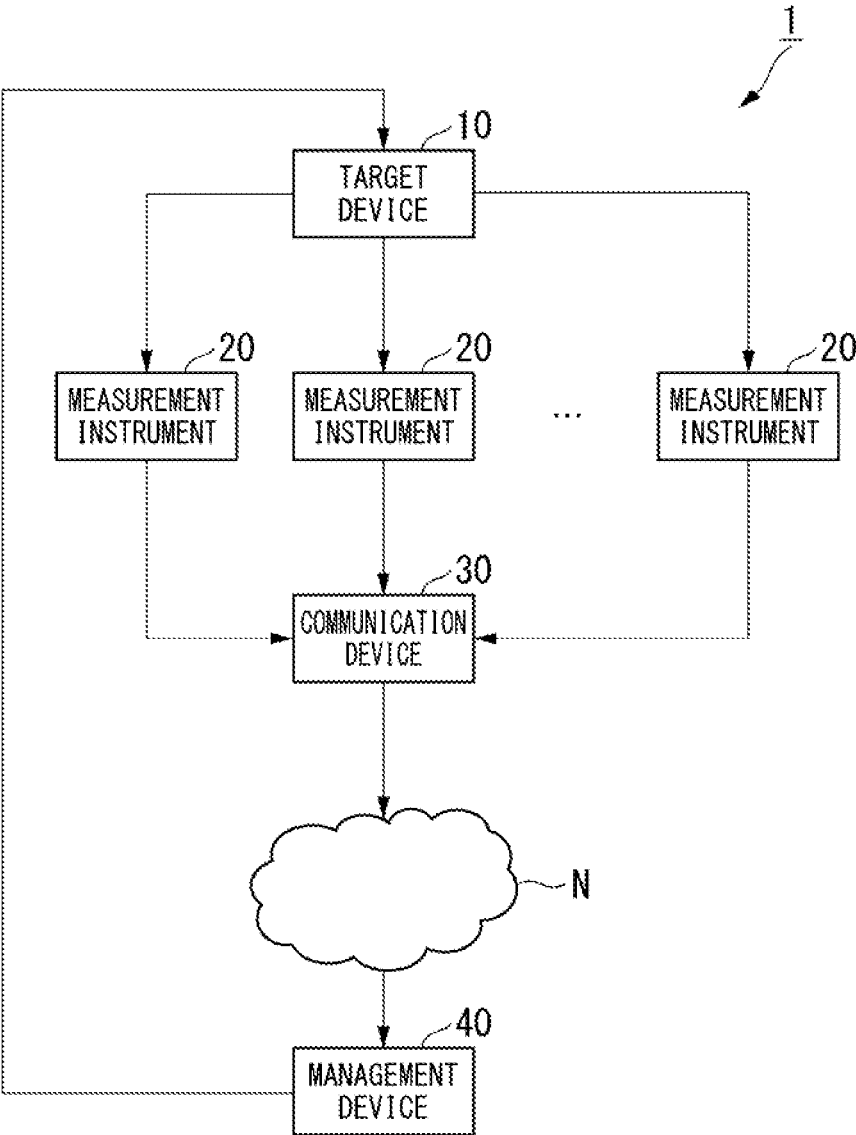 1
10
TARGET
DEVICE
20
MEASUREMENT
INSTRUMENT
20
MEASUREMENT
INSTRUMENT
...
20
MEASUREMENT
INSTRUMENT
30
COMMUNICATION
DEVICE
N
40
MANAGEMENT
DEVICE